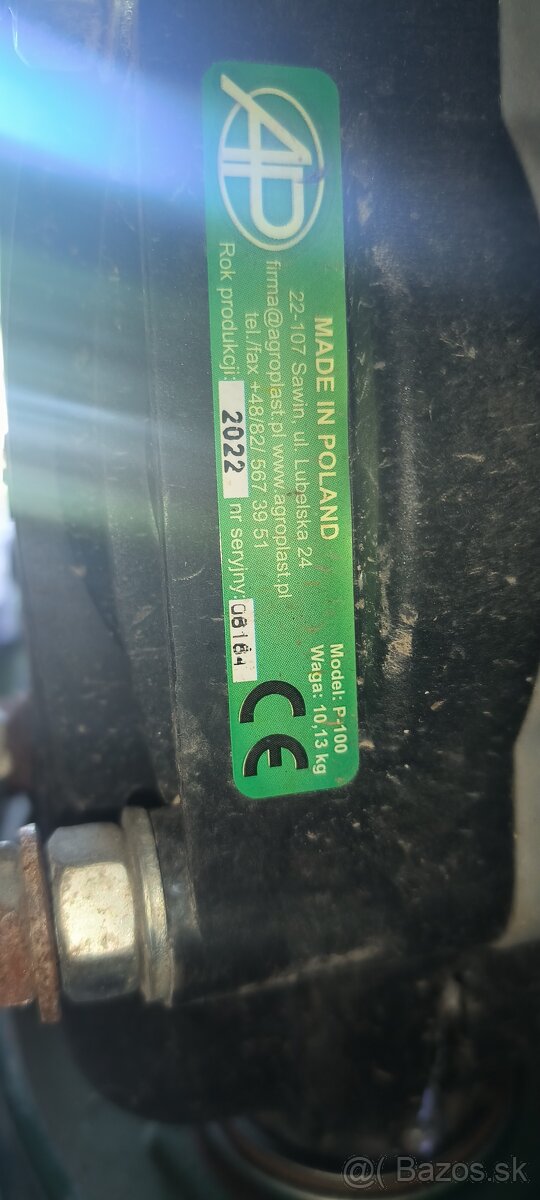 AP
MADE IN POLAND
22-107 Sawin, ul. Lubelska 24
firma@agroplast.pl www.agroplast.pl
tel./fax +48/82/ 567 39 51
Rok produkcji: 2022 nr seryjny:
Model: P-100
Waga: 10,13 kg
CE
@( Bazos.sk